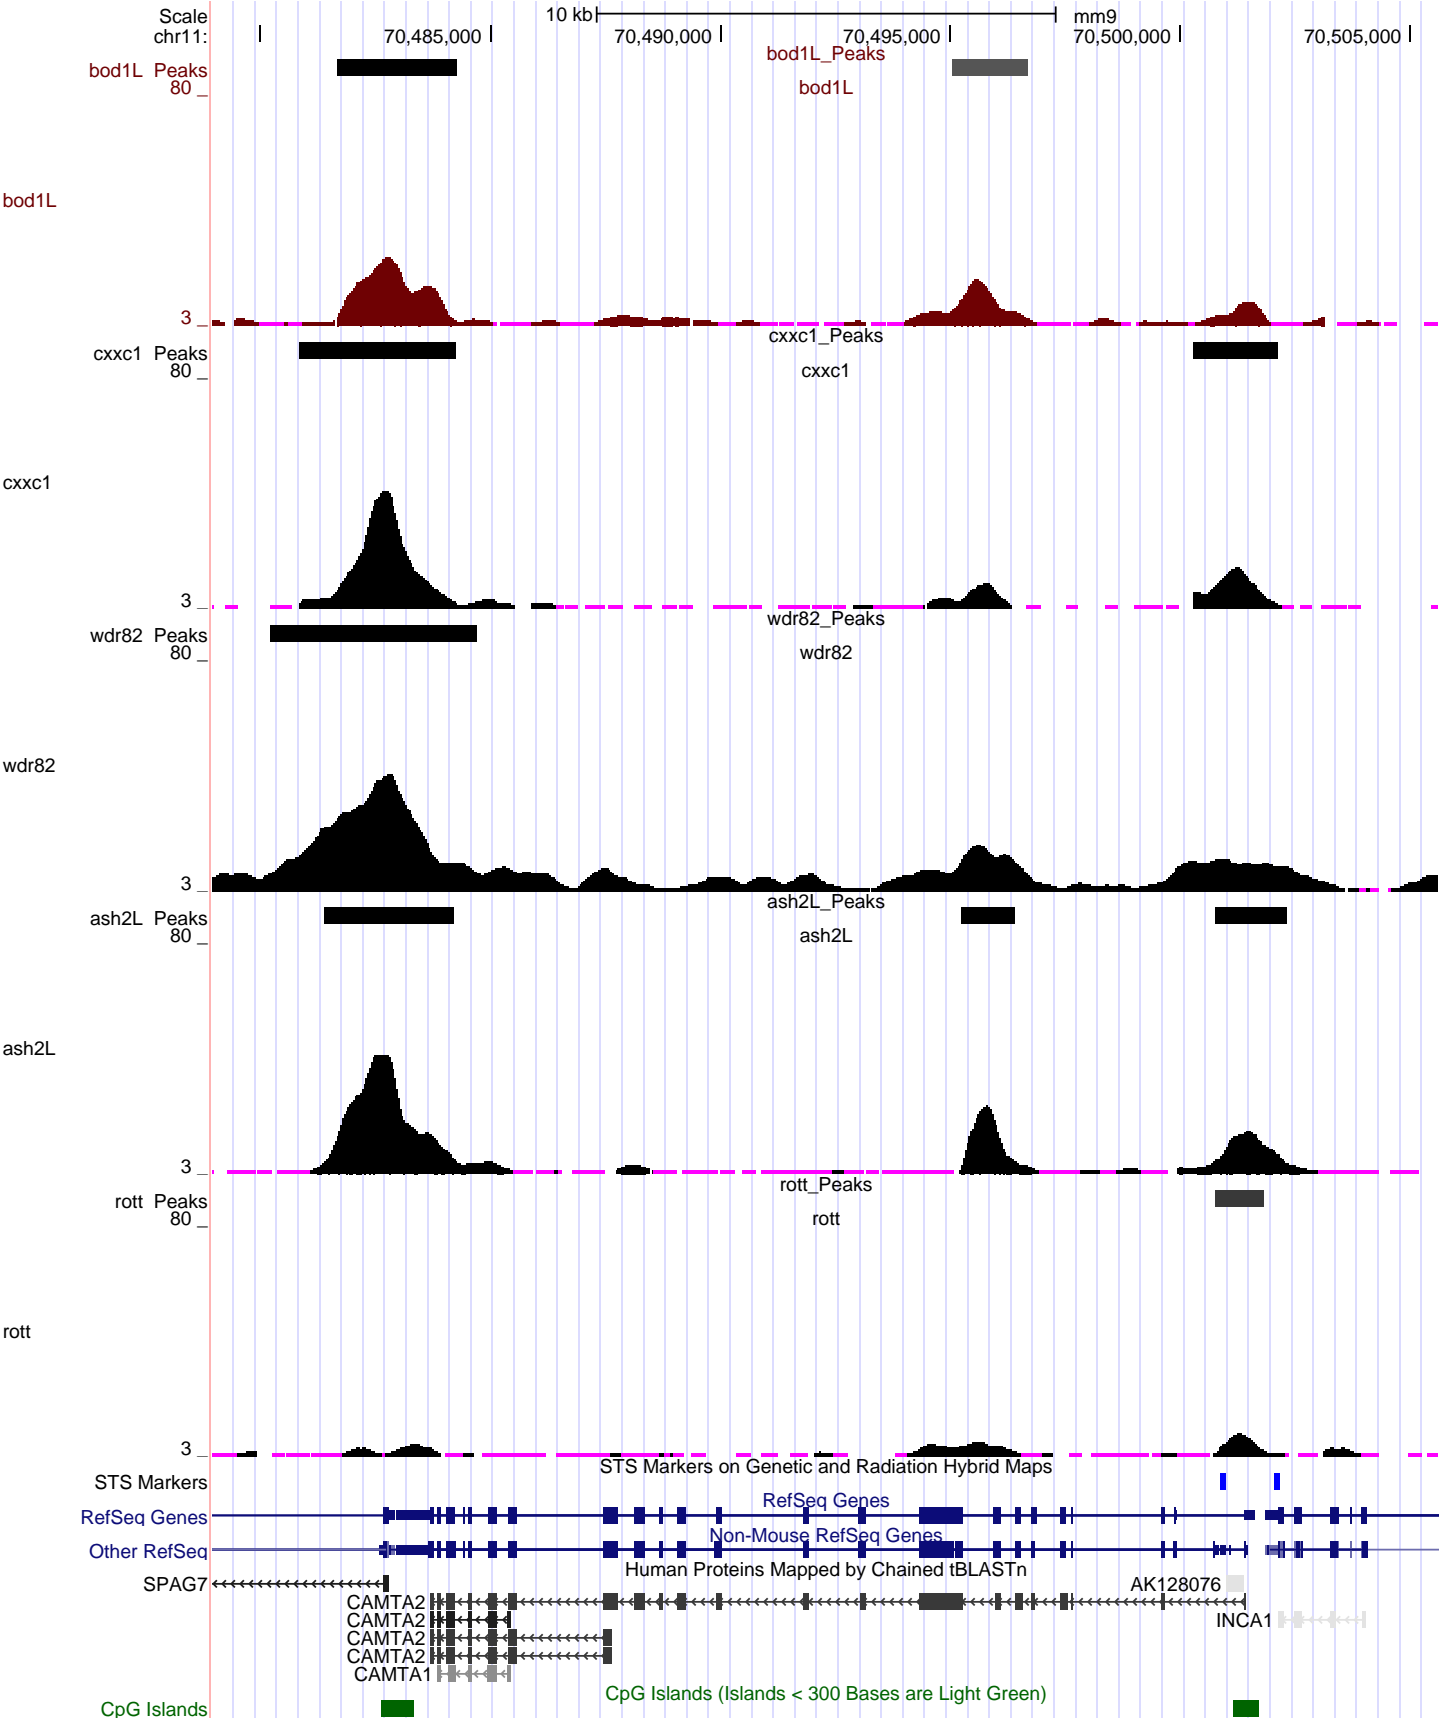 Scale 10 kb mm9
chr11: 70,485,000 70,490,000 70,495,000 70,500,000 70,505,000
bod1L_Peaks
bod1L Peaks
80 _ bod1L
bod1L
3 _
cxxc1_Peaks
cxxc1 Peaks
80 _ cxxc1
cxxc1
3 _
wdr82_Peaks
wdr82 Peaks
80 _ wdr82
wdr82
3 _
ash2L_Peaks
ash2L Peaks
80 _ ash2L
ash2L
3 _
rott_Peaks
rott Peaks
80 _ rott
rott
3 _
STS Markers on Genetic and Radiation Hybrid Maps
STS Markers
RefSeq Genes
RefSeq Genes
Non-Mouse RefSeq Genes
Other RefSeq
Human Proteins Mapped by Chained tBLASTn
SPAG7 AK128076
CAMTA2
CAMTA2 INCA1
CAMTA2
CAMTA2
CAMTA1
CpG Islands (Islands < 300 Bases are Light Green)
CpG Islands